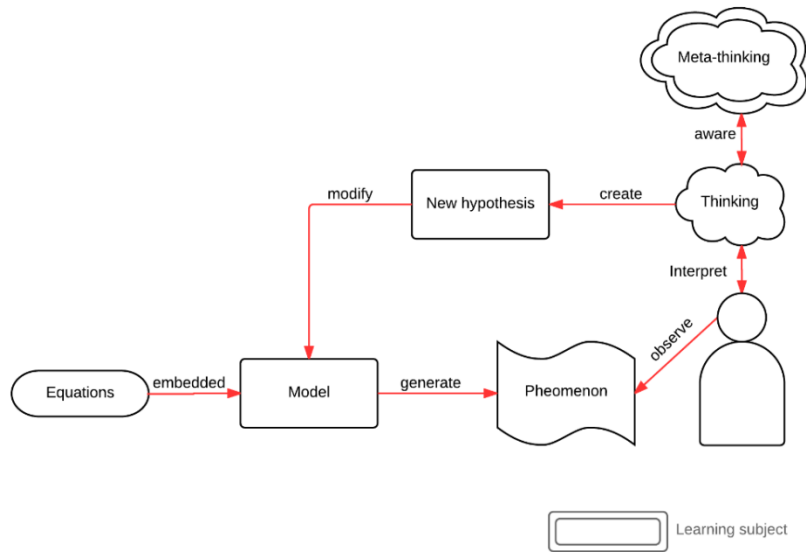 Meta-thinking
aware
Thinking
create
New hypothesis
modify
Interpret
observe
Equations
embedded
Model
generate
Pheomenon
Learning subject